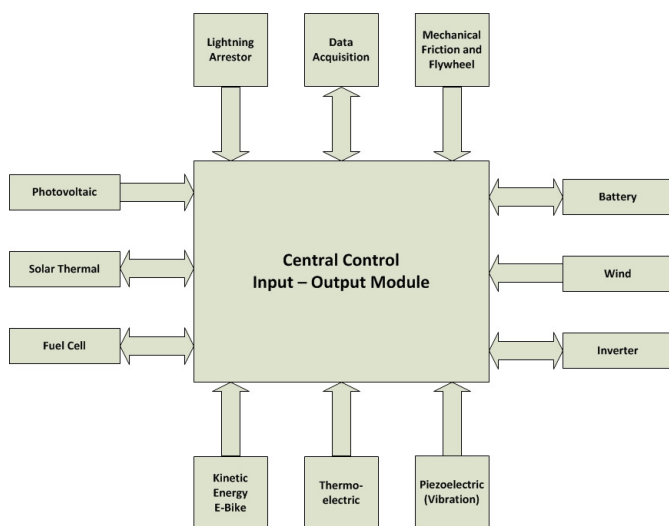 Lightning
Arrestor
Data
Acquisition
Mechanical
Friction and
Flywheel
Photovoltaic
Solar Thermal
Fuel Cell
Central Control
Input – Output Module
Battery
Wind
Inverter
Kinetic
Energy
E-Bike
Thermo-
electric
Piezoelectric
(Vibration)